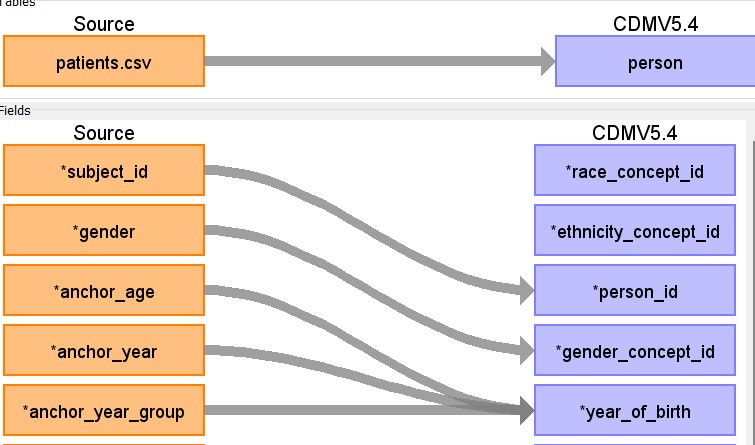 Tables
Source CDMV5.4
patients.csv person
Fields
Source CDMV5.4
*subject_id *race_concept_id
*gender *ethnicity_concept_id
*anchor_age *person_id
*anchor_year *gender_concept_id
*anchor_year_group *year_of_birth